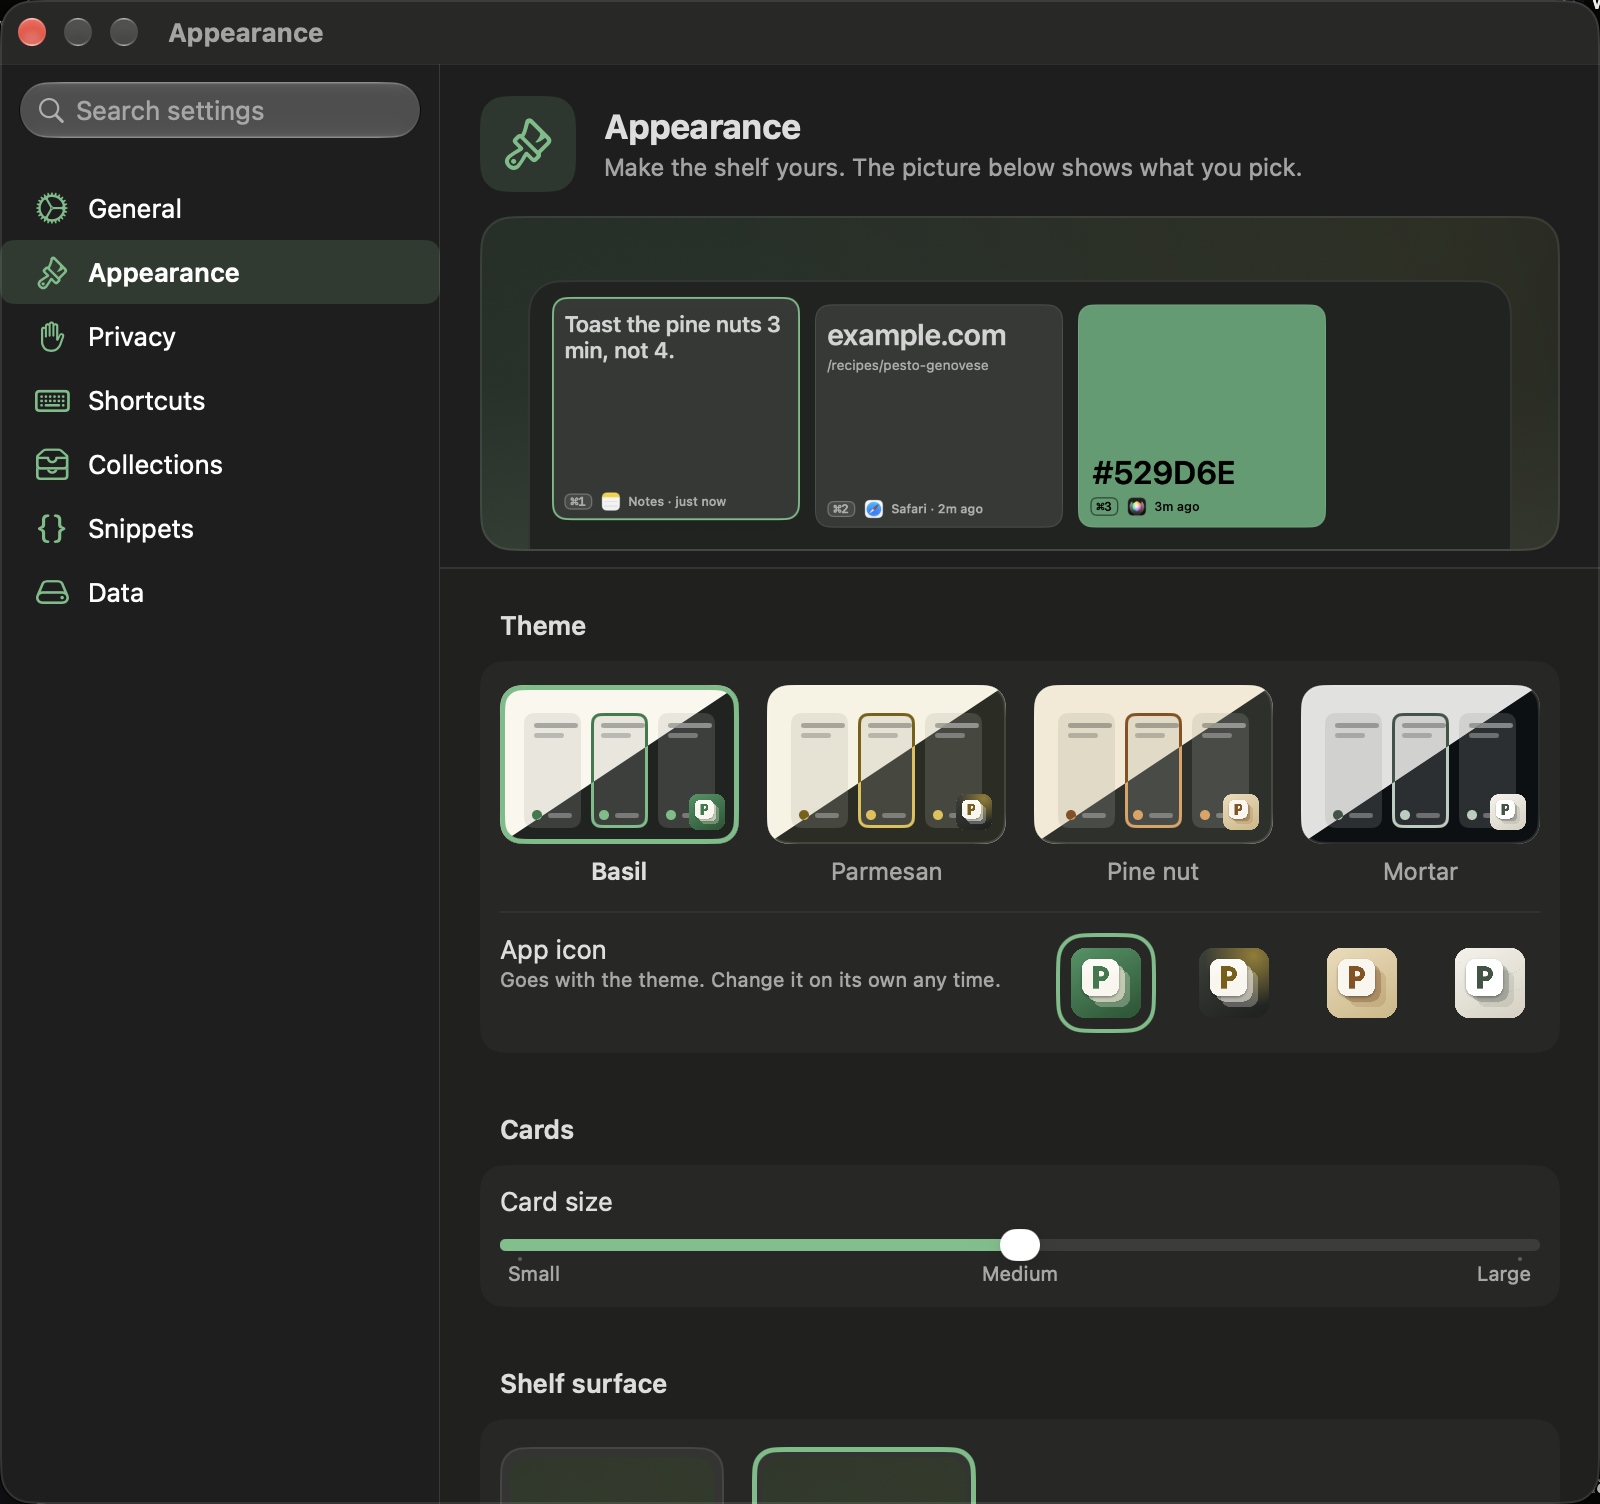 Appearance
Search settings
General
Appearance
Privacy
Shortcuts
Collections
Snippets
Data
Appearance
Make the shelf yours. The picture below shows what you pick.
Toast the pine nuts 3
min, not 4.
⌘1 Notes · just now
example.com
/recipes/pesto-genovese
⌘2 Safari · 2m ago
#529D6E
⌘3 3m ago
Theme
P
P
P
P
Basil
Parmesan
Pine nut
Mortar
App icon
Goes with the theme. Change it on its own any time.
P
P
P
P
Cards
Card size
Small
Medium
Large
Shelf surface